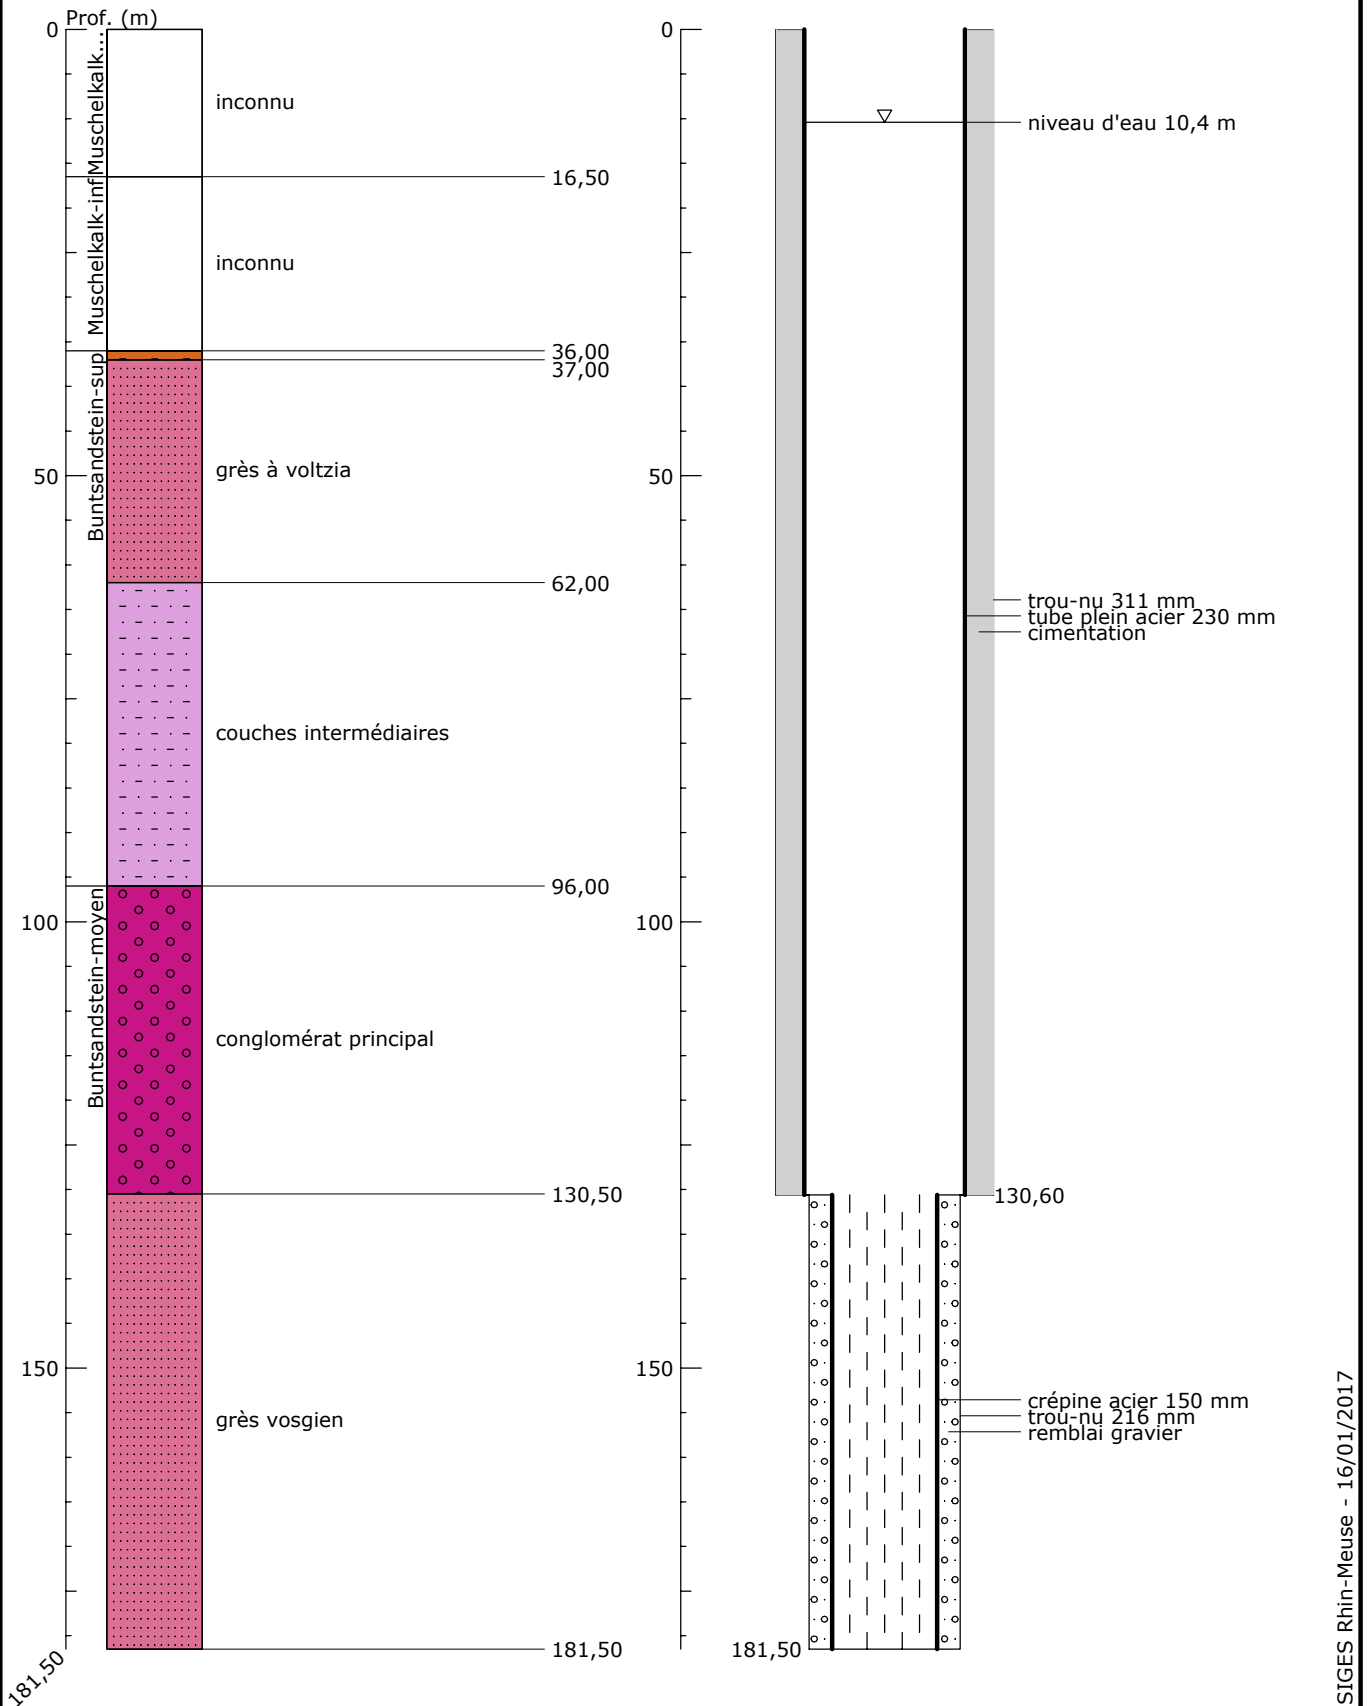 Prof. (m)
0
Muschelkalk...
inconnu
16,50
Muschelkalk-inf
inconnu
36,00
37,00
Buntsandstein-sup
50
grès à voltzia
62,00
couches intermédiaires
96,00
100
Buntsandstein-moyen
conglomérat principal
130,50
150
grès vosgien
181,50
181,50
0
niveau d'eau 10,4 m
50
trou-nu 311 mm
tube plein acier 230 mm
cimentation
100
130,60
150
crépine acier 150 mm
trou-nu 216 mm
remblai gravier
181,50
SIGES Rhin-Meuse - 16/01/2017